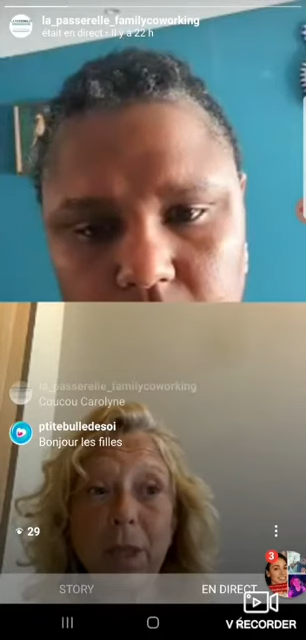 la_passerelle_familycoworking
était en direct • Il y a 22 h
la_passerelle_familycoworking
Coucou Carolyne
ptitebulledesoi
Bonjour les filles
29
3
STORY
EN DIRECT
V RECORDER